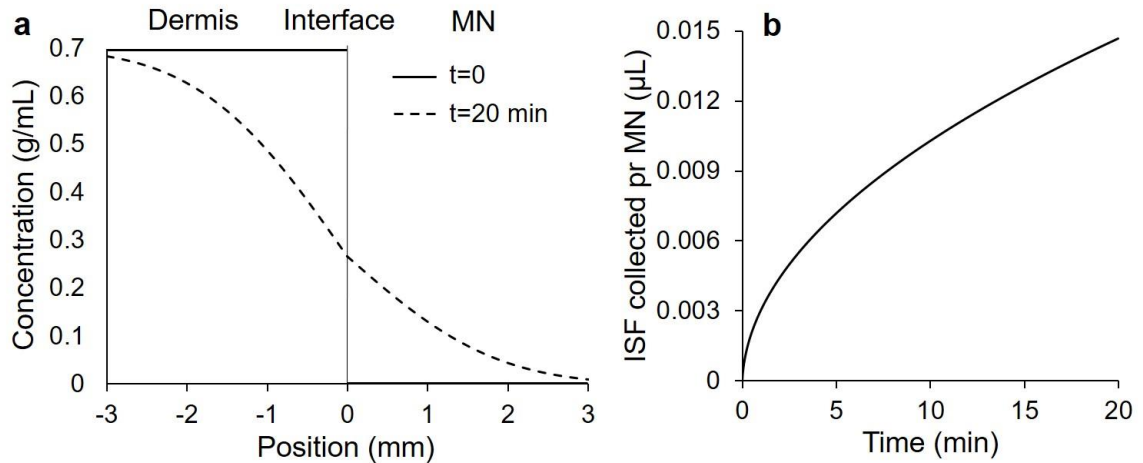 a
Dermis Interface MN
0.7
0.6
0.5
0.4
0.3
0.2
0.1
0
Concentration (g/mL)
t=0
t=20 min
-3 -2 -1 0 1 2 3
Position (mm)
b
0.015
0.012
0.009
0.006
0.003
0
ISF collected pr MN (µL)
0 5 10 15 20
Time (min)